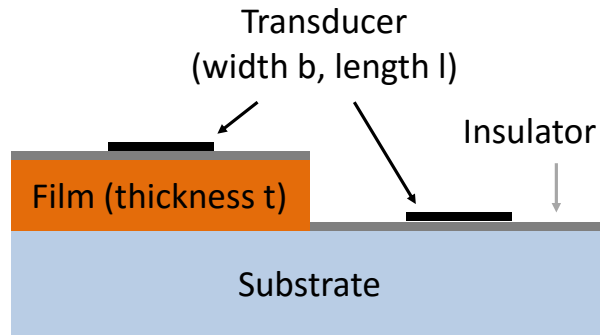 Transducer
(width b, length l)
Insulator
Film (thickness t)
Substrate